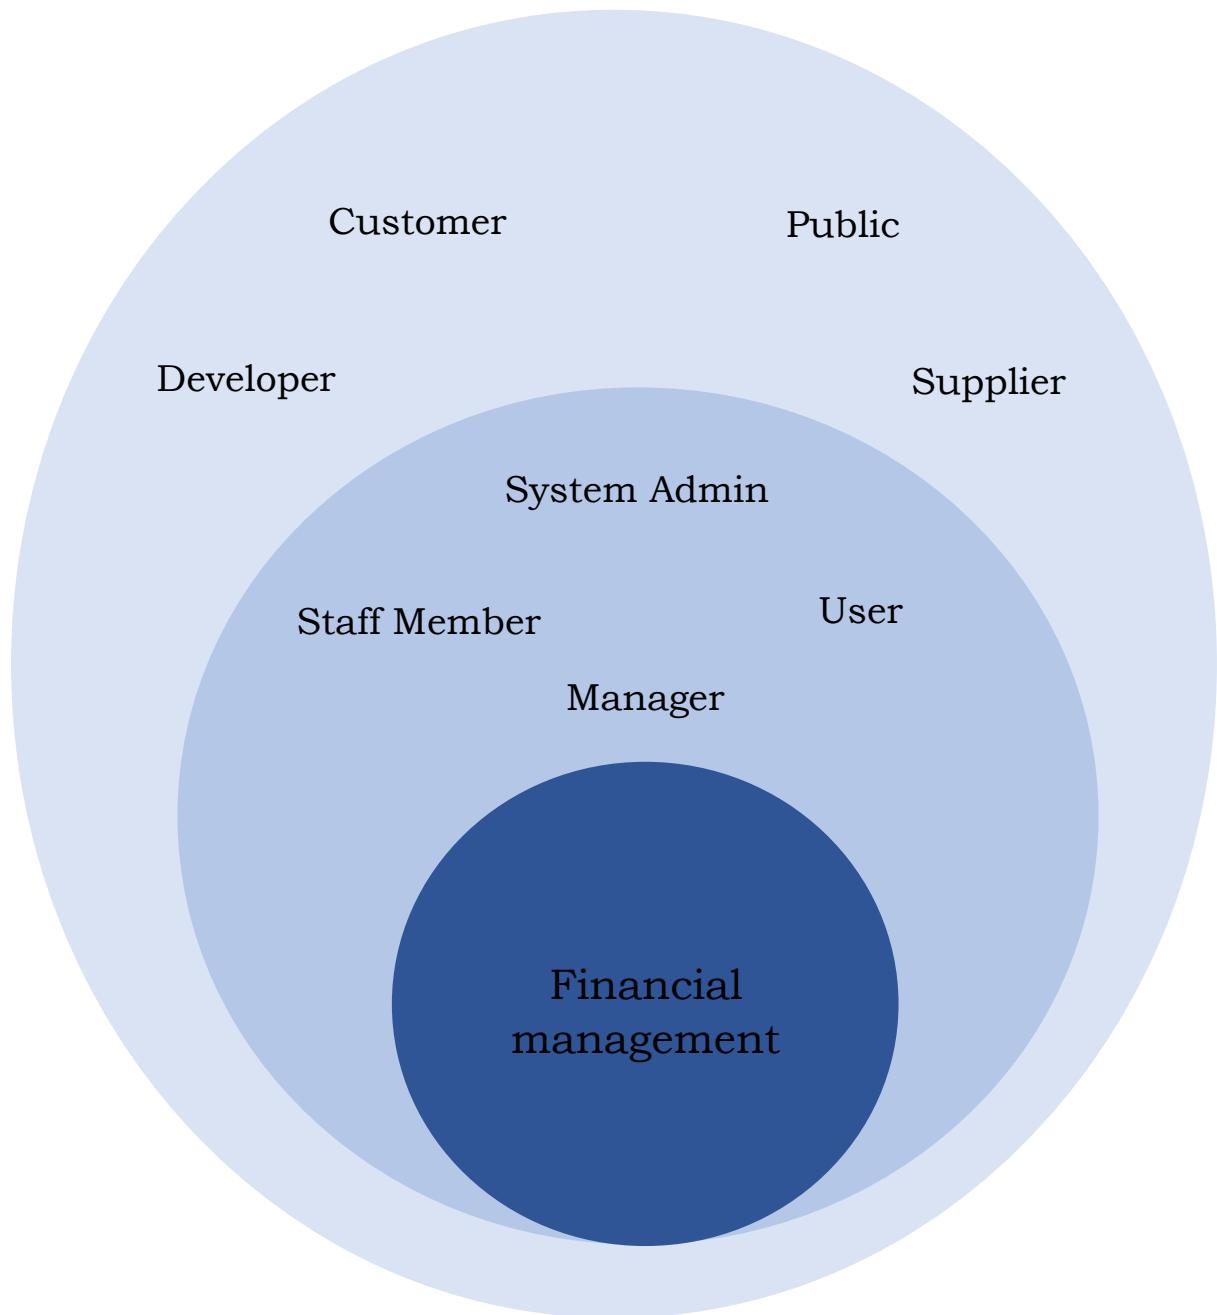 Customer
Public
Developer
Supplier
System Admin
Staff Member
User
Manager
Financial
management